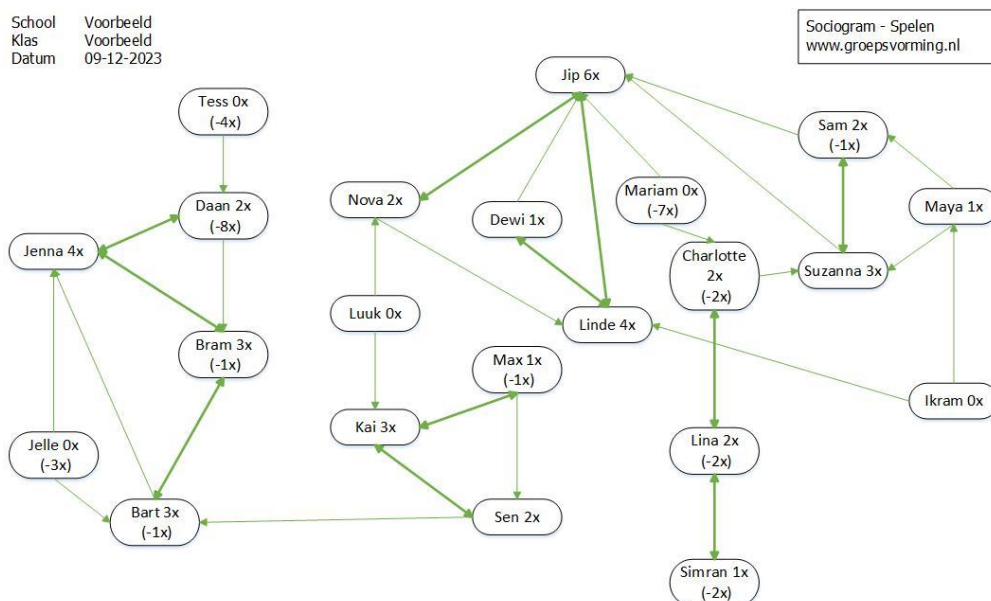 School Voorbeeld
Klas Voorbeeld
Datum 09-12-2023
Sociogram - Spelen
www.groepsvorming.nl
Jip 6x
Tess 0x
(-4x)
Sam 2x
(-1x)
Daan 2x
(-8x)
Nova 2x
Dewi 1x
Mariam 0x
(-7x)
Maya 1x
Jenna 4x
Charlotte
2x
(-2x)
Suzanna 3x
Luuk 0x
Linde 4x
Bram 3x
(-1x)
Max 1x
(-1x)
Ikram 0x
Kai 3x
Jelle 0x
(-3x)
Lina 2x
(-2x)
Bart 3x
(-1x)
Sen 2x
Simran 1x
(-2x)